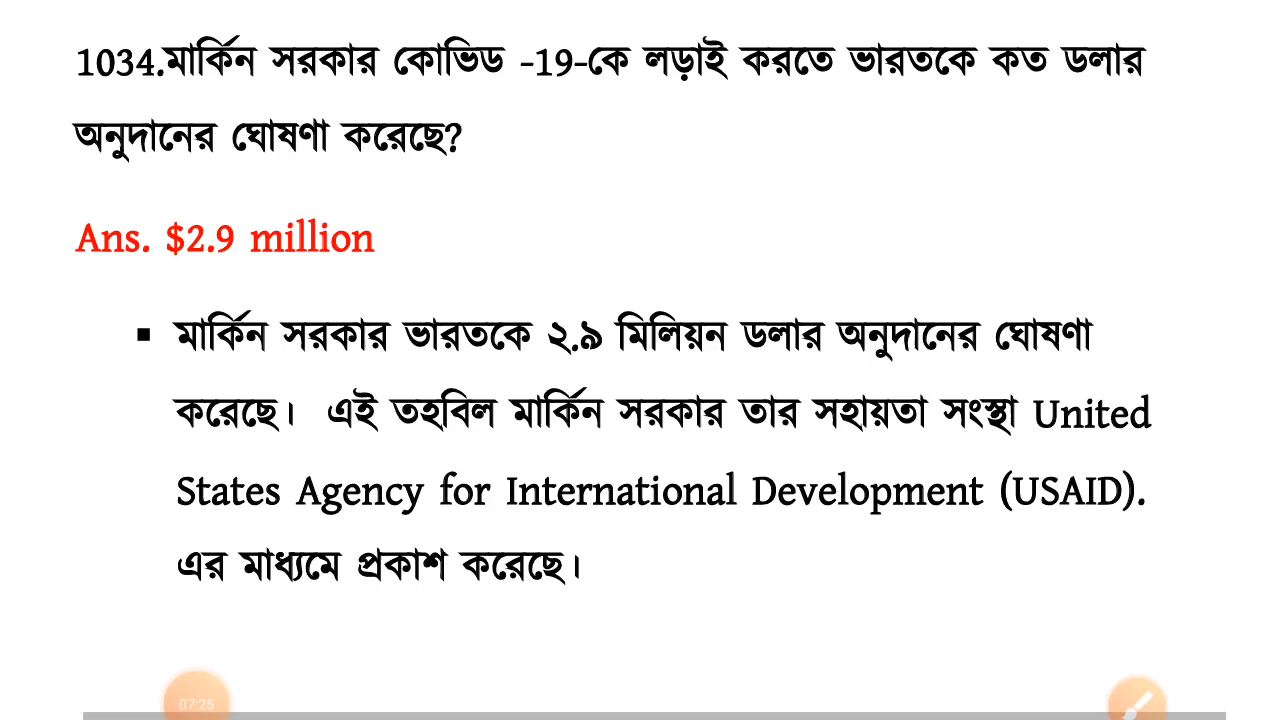 1034.মার্কিন সরকার কোভিড -19-কে লড়াই করতে ভারতকে কত ডলার
অনুদানের ঘোষণা করেছে?
Ans. $2.9 million
▪ মার্কিন সরকার ভারতকে ২.৯ মিলিয়ন ডলার অনুদানের ঘোষণা
করেছে। এই তহবিল মার্কিন সরকার তার সহায়তা সংস্থা United
States Agency for International Development (USAID).
এর মাধ্যমে প্রকাশ করেছে।
07:25